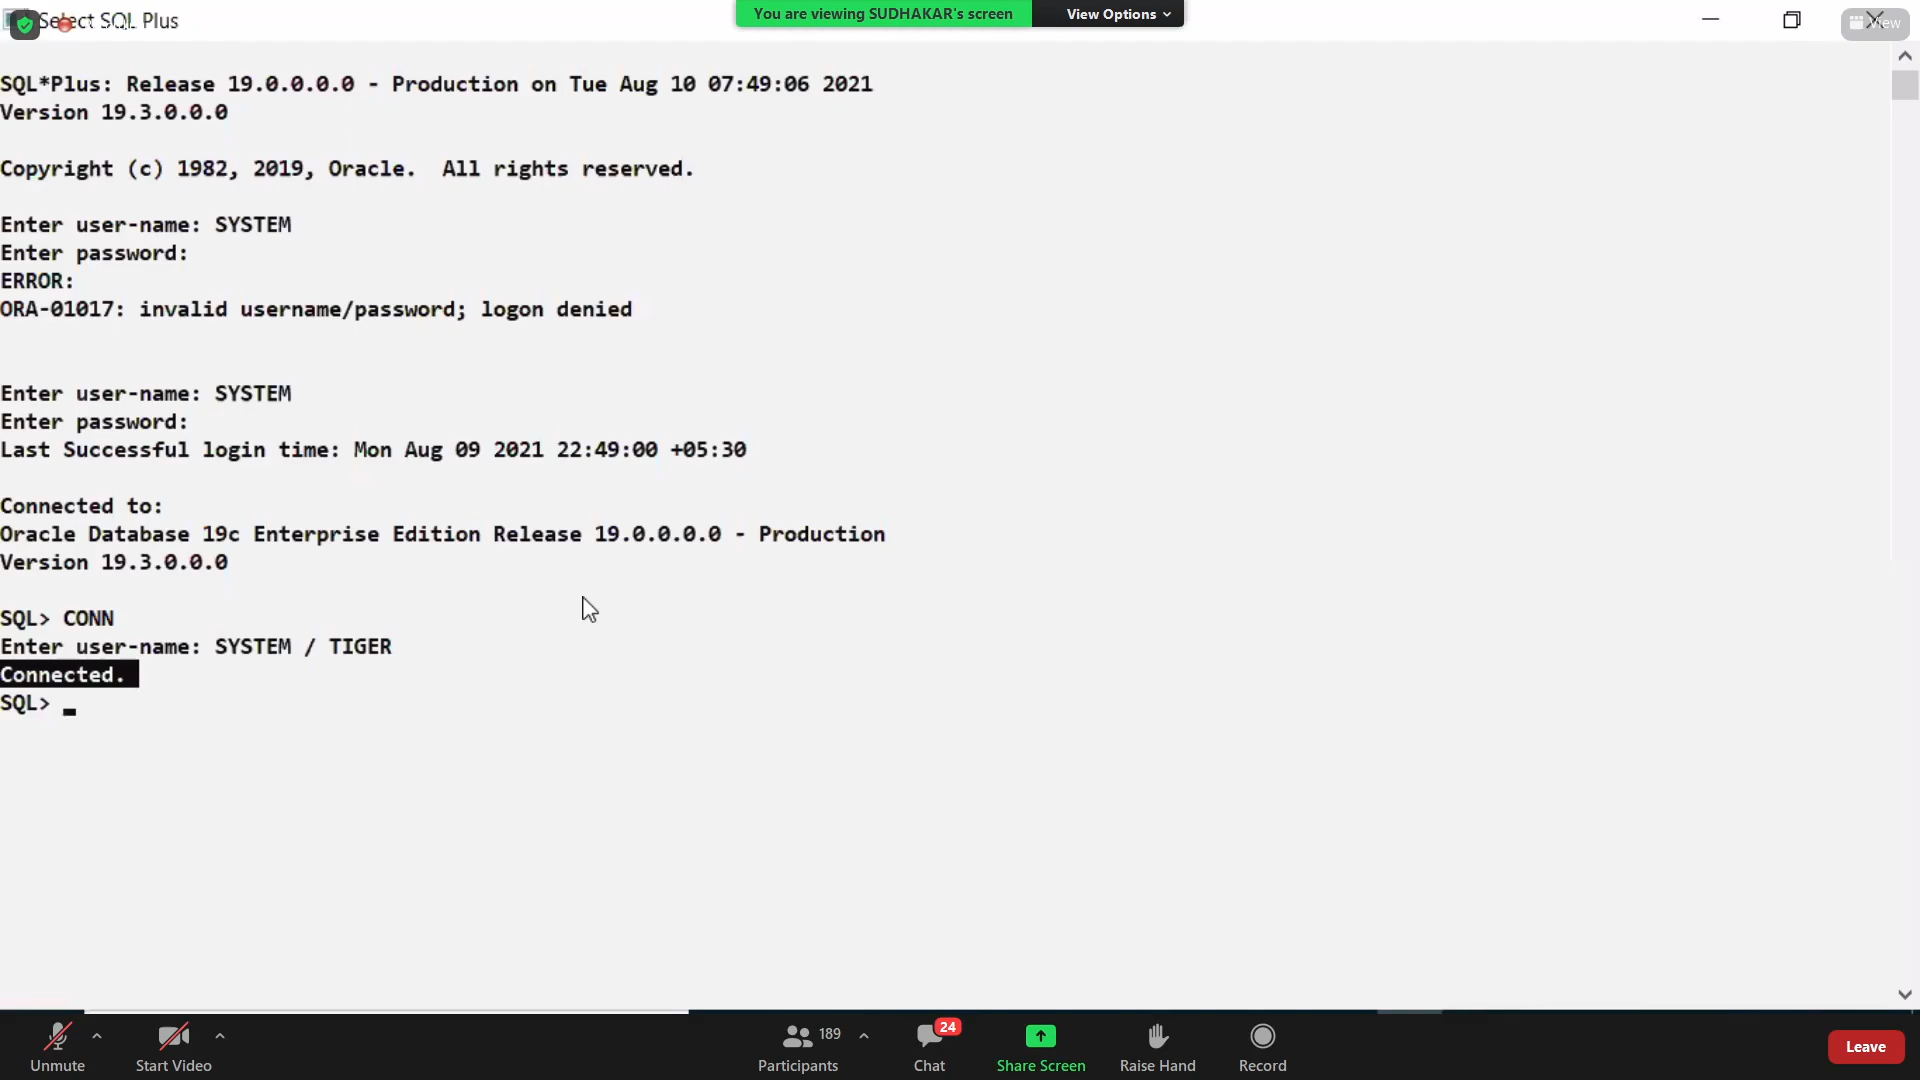 Select SQL Plus
You are viewing SUDHAKAR's screen
View Options
View
SQL*Plus: Release 19.0.0.0.0 - Production on Tue Aug 10 07:49:06 2021
Version 19.3.0.0.0
Copyright (c) 1982, 2019, Oracle.  All rights reserved.
Enter user-name: SYSTEM
Enter password:
ERROR:
ORA-01017: invalid username/password; logon denied
Enter user-name: SYSTEM
Enter password:
Last Successful login time: Mon Aug 09 2021 22:49:00 +05:30
Connected to:
Oracle Database 19c Enterprise Edition Release 19.0.0.0.0 - Production
Version 19.3.0.0.0
SQL> CONN
Enter user-name: SYSTEM / TIGER
Connected.
SQL>
189
24
Unmute
Start Video
Participants
Chat
Share Screen
Raise Hand
Record
Leave